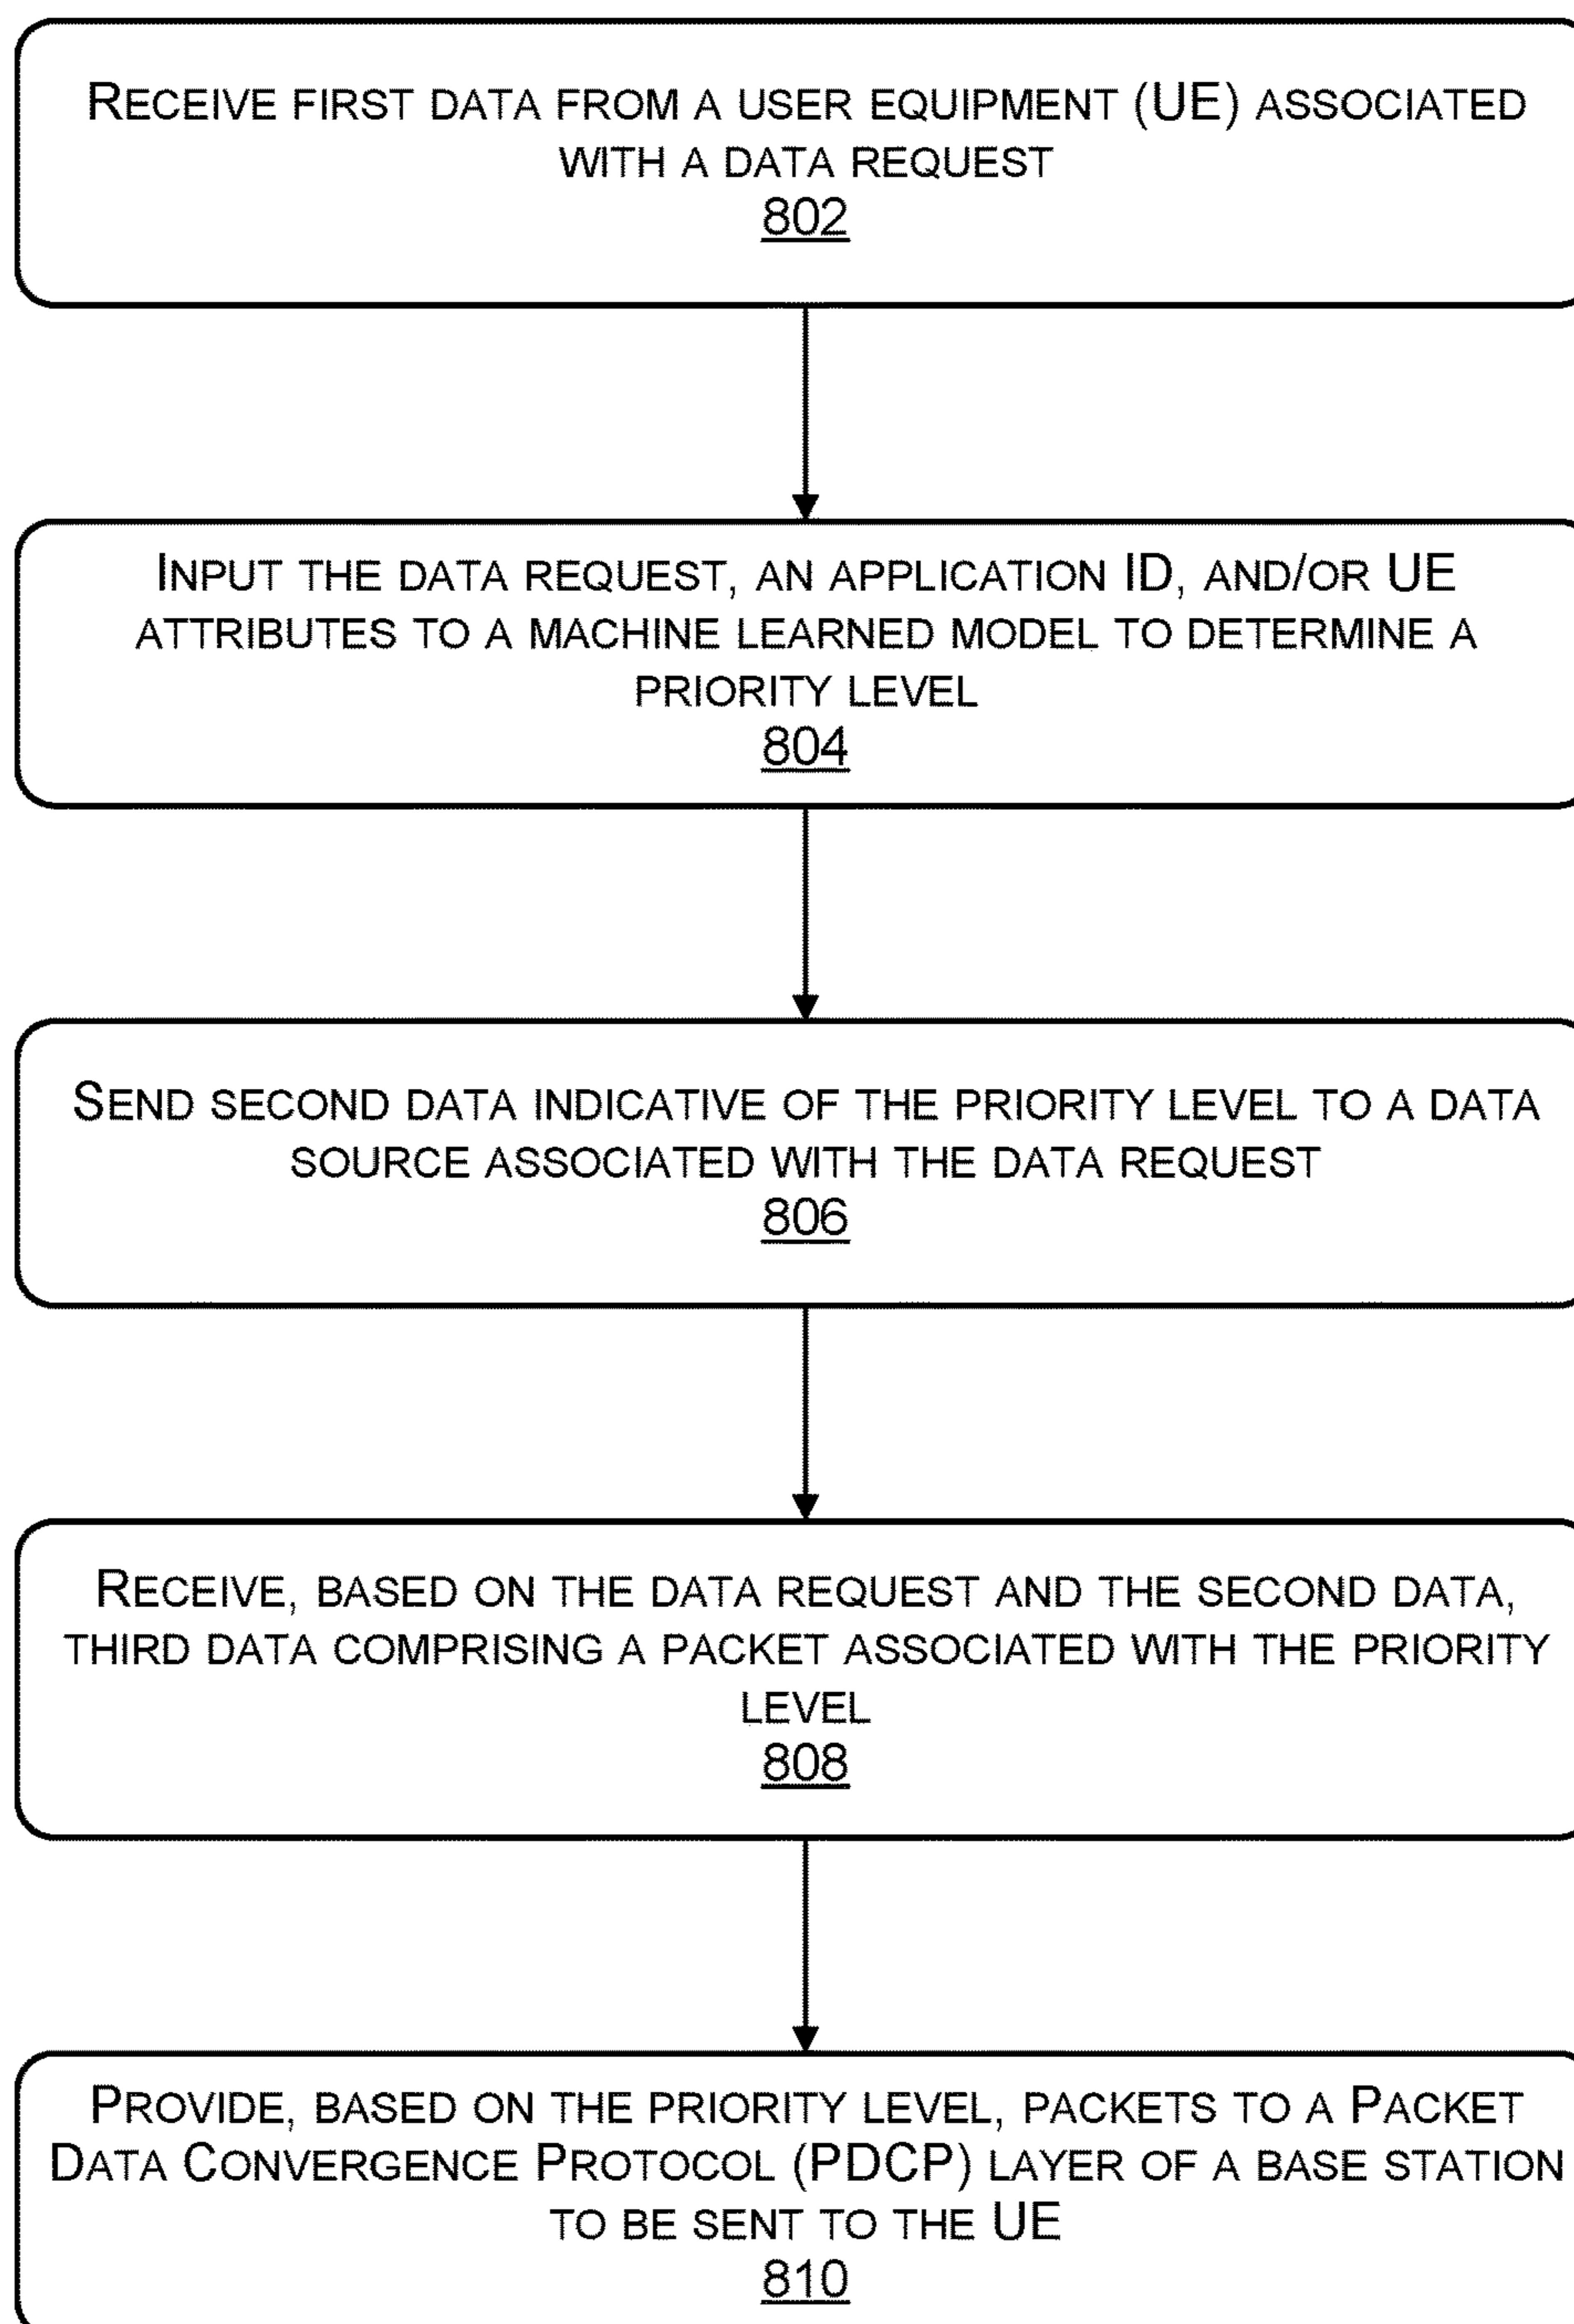 RECEIVE FIRST DATA FROM A USER EQUIPMENT (UE) ASSOCIATED
WITH A DATA REQUEST
802
INPUT THE DATA REQUEST, AN APPLICATION ID, AND/OR UE
ATTRIBUTES TO A MACHINE LEARNED MODEL TO DETERMINE A
PRIORITY LEVEL
804
SEND SECOND DATA INDICATIVE OF THE PRIORITY LEVEL TO A DATA
SOURCE ASSOCIATED WITH THE DATA REQUEST
806
RECEIVE, BASED ON THE DATA REQUEST AND THE SECOND DATA,
THIRD DATA COMPRISING A PACKET ASSOCIATED WITH THE PRIORITY
LEVEL
808
PROVIDE, BASED ON THE PRIORITY LEVEL, PACKETS TO A PACKET
DATA CONVERGENCE PROTOCOL (PDCP) LAYER OF A BASE STATION
TO BE SENT TO THE UE
810